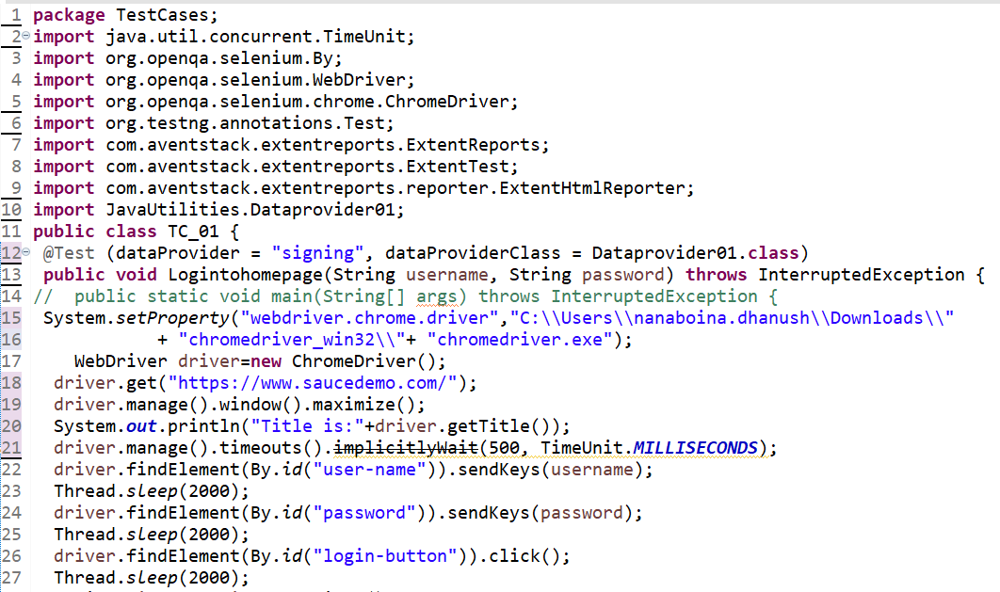 1 package TestCases;
2 import java.util.concurrent.TimeUnit;
3 import org.openqa.selenium.By;
4 import org.openqa.selenium.WebDriver;
5 import org.openqa.selenium.chrome.ChromeDriver;
6 import org.testng.annotations.Test;
7 import com.aventstack.extentreports.ExtentReports;
8 import com.aventstack.extentreports.ExtentTest;
9 import com.aventstack.extentreports.reporter.ExtentHtmlReporter;
10 import JavaUtilities.Dataprovider01;
11 public class TC_01 {
12 @Test (dataProvider = "signing", dataProviderClass = Dataprovider01.class)
13 public void Logintohomepage(String username, String password) throws InterruptedException {
14 //  public static void main(String[] args) throws InterruptedException {
15 System.setProperty("webdriver.chrome.driver","C:\\Users\\nanaboina.dhanush\\Downloads\\"
16 + "chromedriver_win32\\"+ "chromedriver.exe");
17 WebDriver driver=new ChromeDriver();
18 driver.get("https://www.saucedemo.com/");
19 driver.manage().window().maximize();
20 System.out.println("Title is:"+driver.getTitle());
21 driver.manage().timeouts().implicitlyWait(500, TimeUnit.MILLISECONDS);
22 driver.findElement(By.id("user-name")).sendKeys(username);
23 Thread.sleep(2000);
24 driver.findElement(By.id("password")).sendKeys(password);
25 Thread.sleep(2000);
26 driver.findElement(By.id("login-button")).click();
27 Thread.sleep(2000);